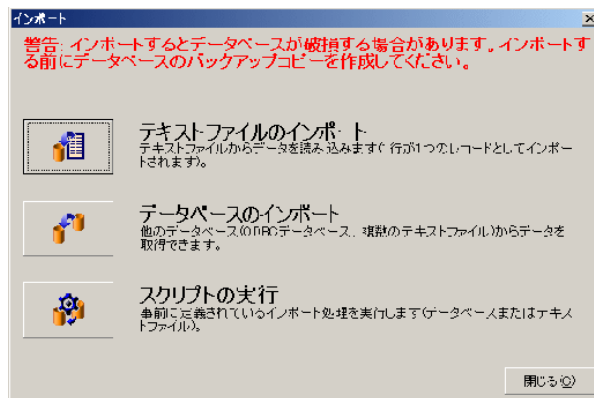 インポート
警告: インポートするとデータベースが破損する場合があります。インポートす
る前にデータベースのバックアップコピーを作成してください。
テキストファイルのインポート
テキストファイルからデータを読み込みます(1行が1つのレコードとしてインポー
トされます)。
データベースのインポート
他のデータベース(ODBCデータベース、複数のテキストファイル)からデータを
取得できます。
スクリプトの実行
事前に定義されているインポート処理を実行します(データベースまたはテキス
トファイル)。
閉じる(C)